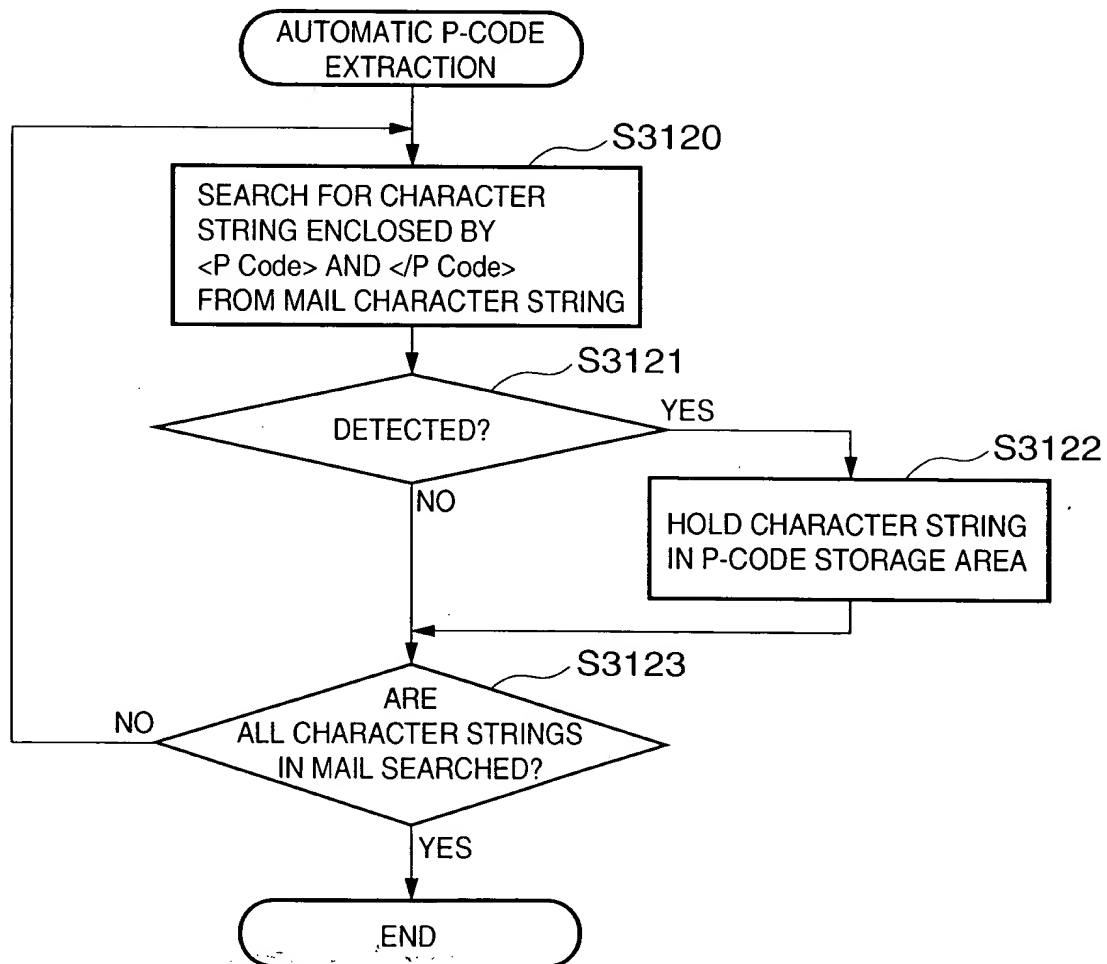 AUTOMATIC P-CODE
EXTRACTION
S3120
SEARCH FOR CHARACTER
STRING ENCLOSED BY
<P Code> AND </P Code>
FROM MAIL CHARACTER STRING
S3121
DETECTED?
YES
S3122
NO
HOLD CHARACTER STRING
IN P-CODE STORAGE AREA
S3123
ARE
ALL CHARACTER STRINGS
IN MAIL SEARCHED?
NO
YES
END